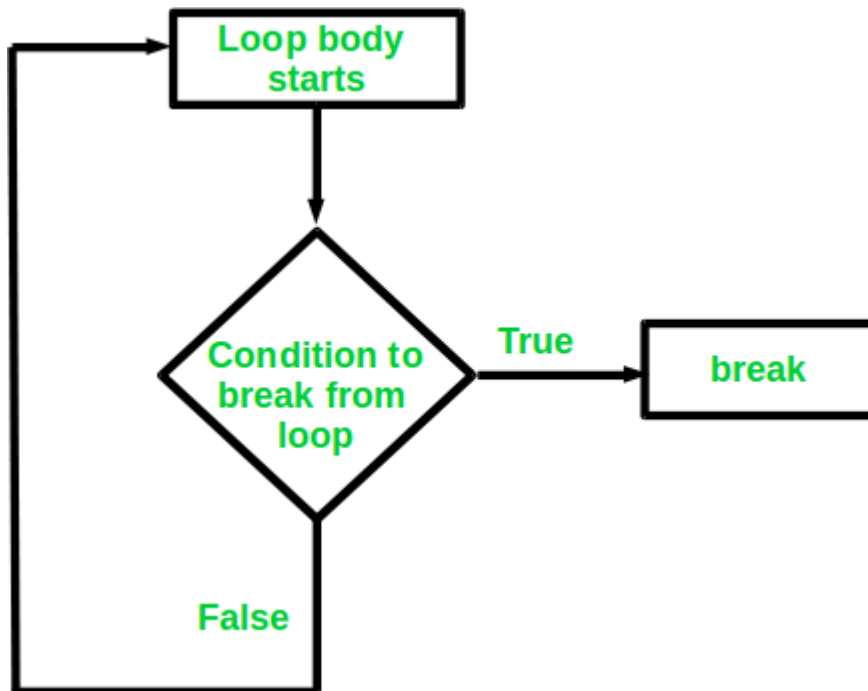 Loop body
starts
Condition to
break from
loop
True
break
False